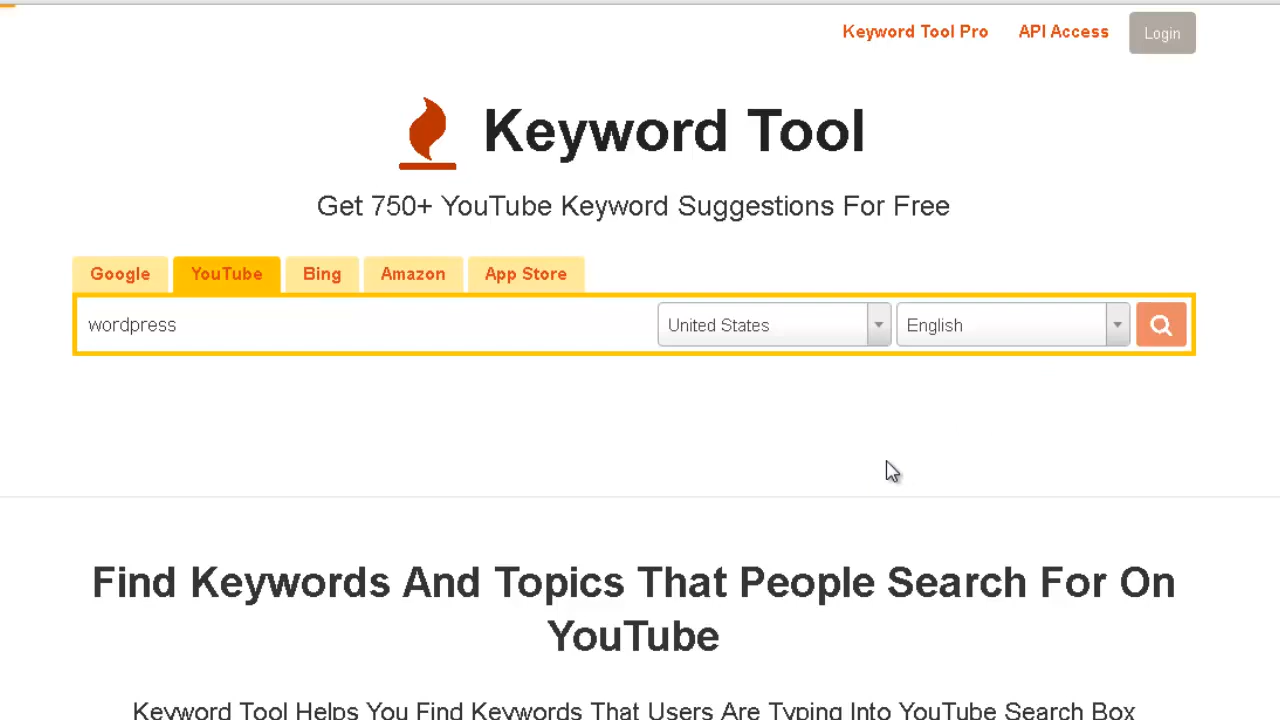 Keyword Tool Pro API Access Login
Keyword Tool
Get 750+ YouTube Keyword Suggestions For Free
Google YouTube Bing Amazon App Store
wordpress United States English
Find Keywords And Topics That People Search For On
YouTube
Keyword Tool Helps You Find Keywords That Users Are Typing Into YouTube Search Box